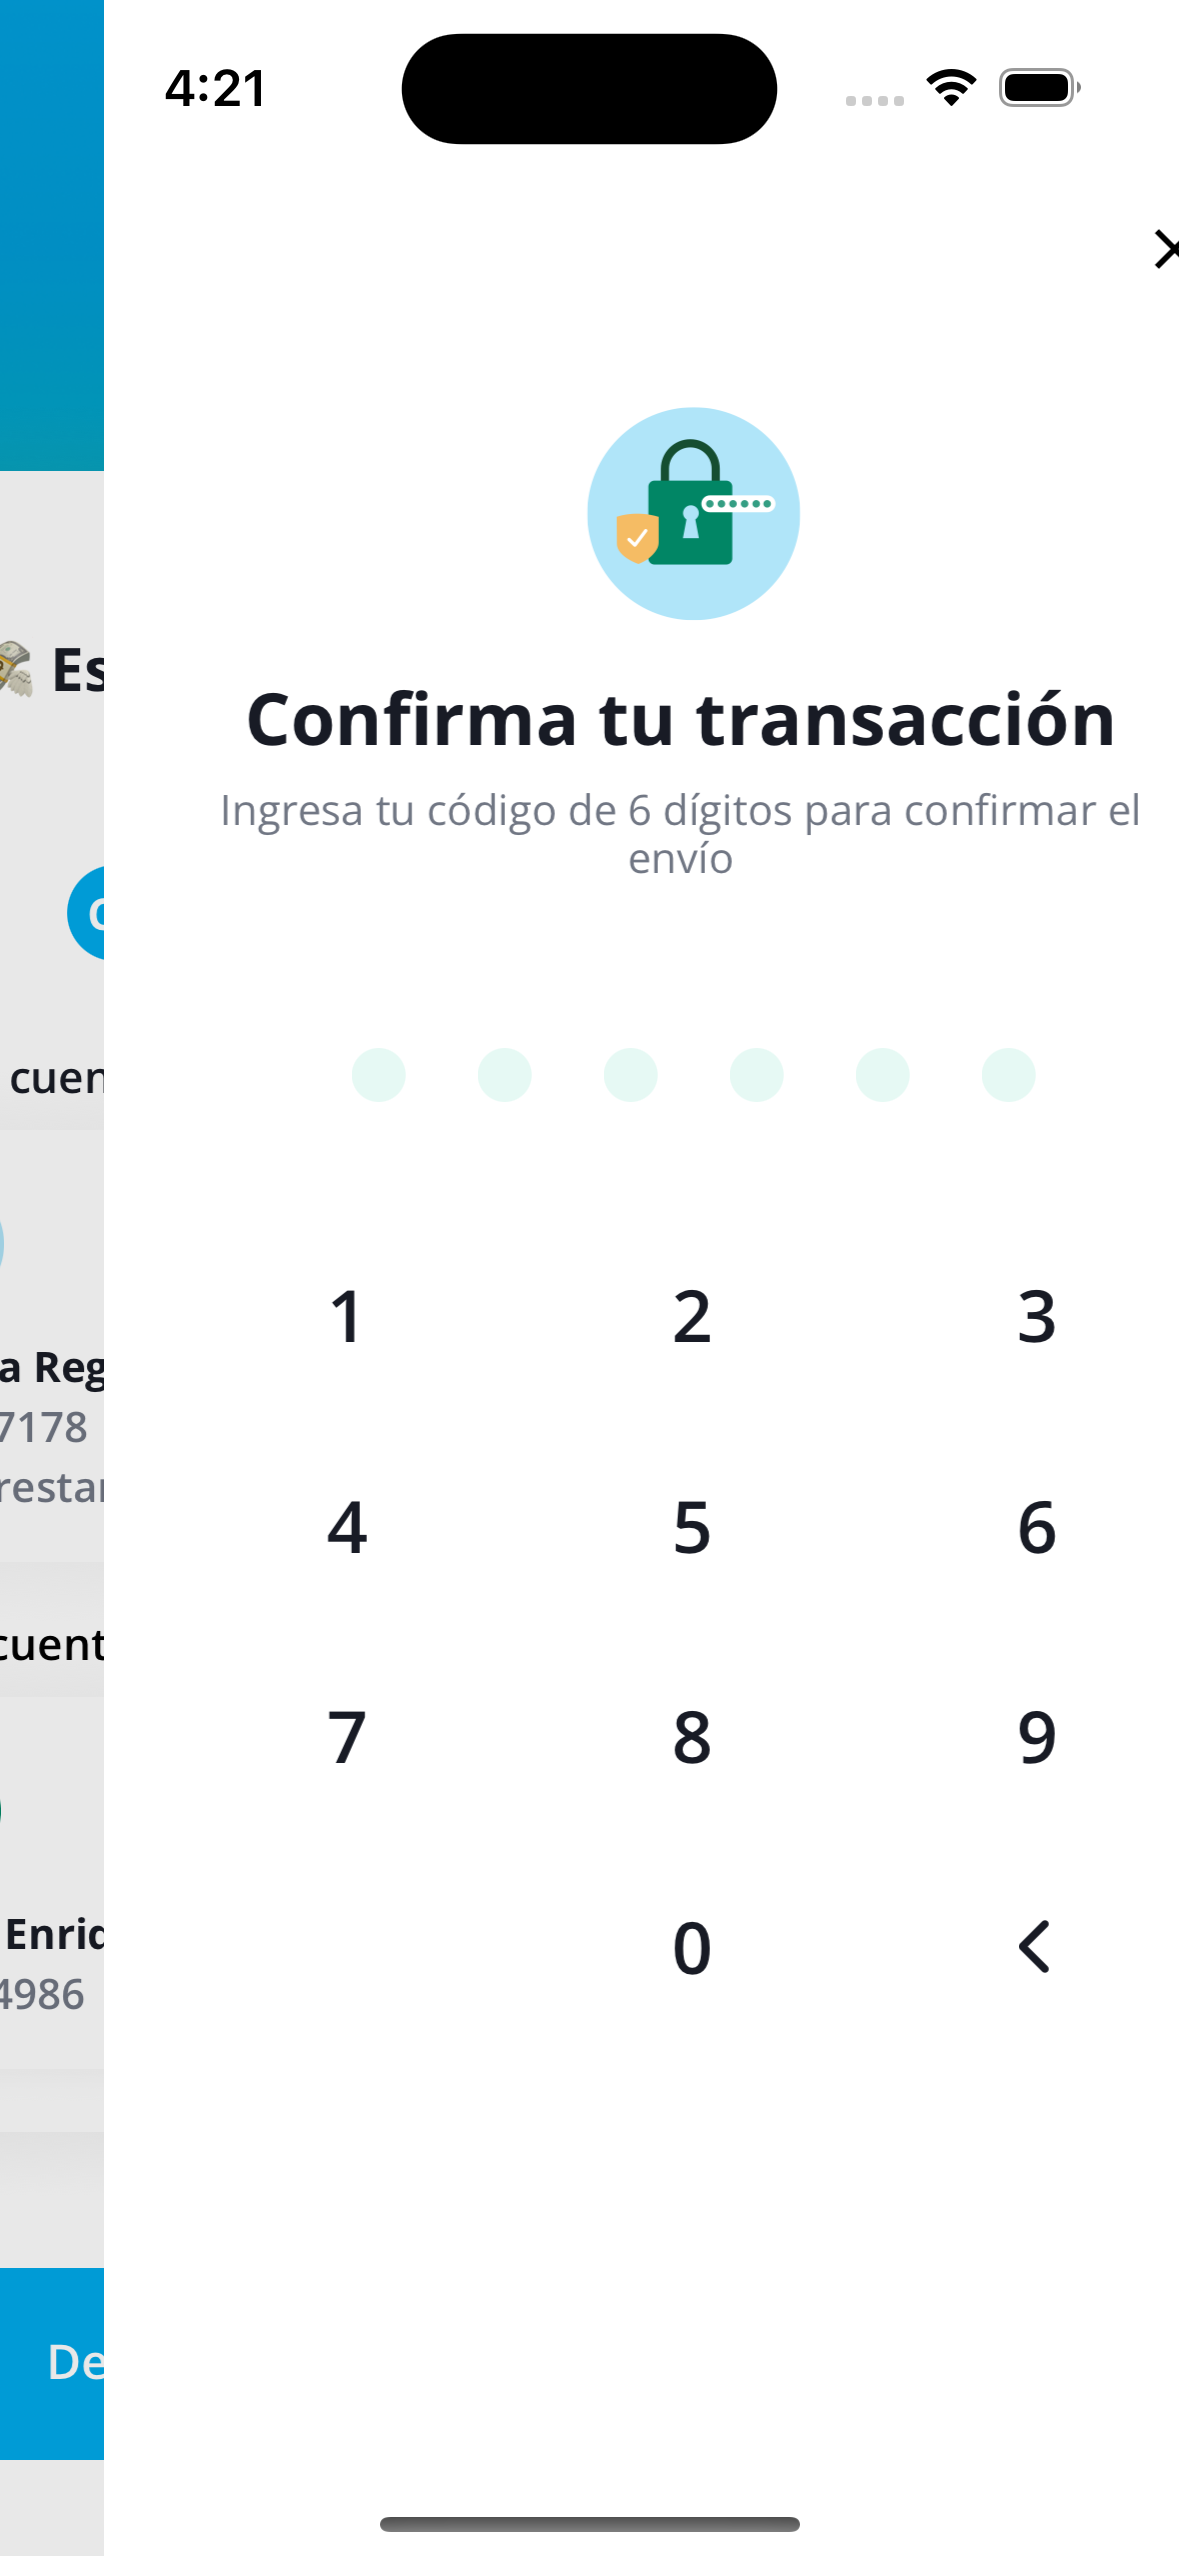 4:21
Es
Confirma tu transacción
Ingresa tu código de 6 dígitos para confirmar el
envío
cuen
1 2 3
a Reg
7178
restar
4 5 6
cuent
7 8 9
Enric
4986
0
De